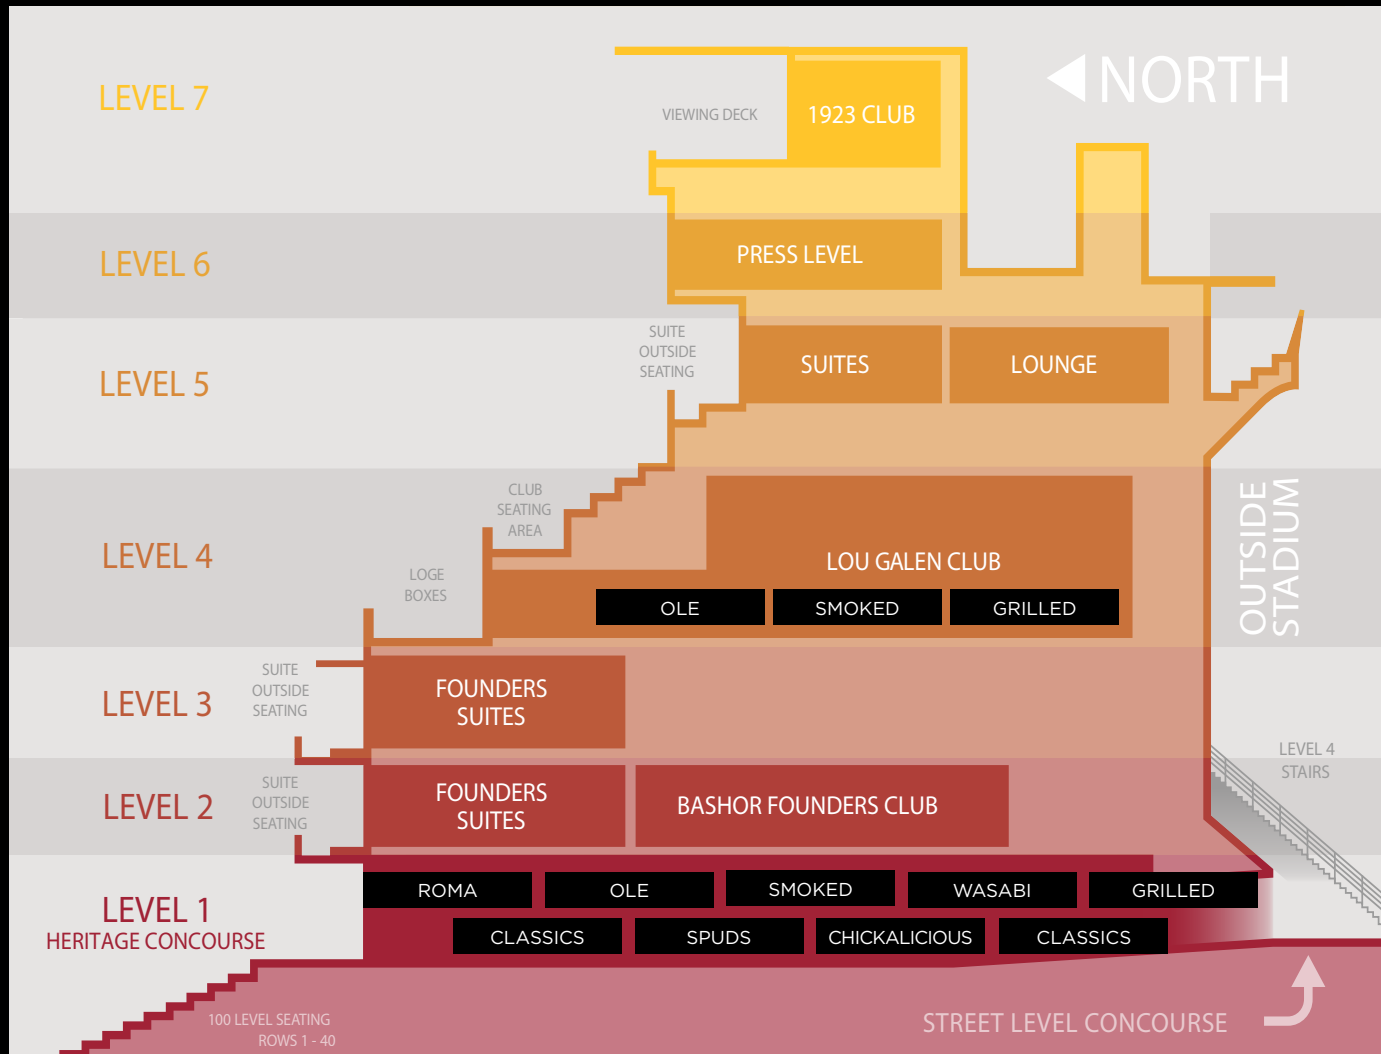 NORTH
LEVEL 7
VIEWING DECK
1923 CLUB
LEVEL 6
PRESS LEVEL
SUITE
OUTSIDE
SEATING
LEVEL 5
SUITES
LOUNGE
CLUB
SEATING
AREA
OUTSIDE
STADIUM
LEVEL 4
LOGE
BOXES
LOU GALEN CLUB
OLE
SMOKED
GRILLED
LEVEL 3
SUITE
OUTSIDE
SEATING
FOUNDERS
SUITES
LEVEL 4
STAIRS
LEVEL 2
SUITE
OUTSIDE
SEATING
FOUNDERS
SUITES
BASHOR FOUNDERS CLUB
LEVEL 1
HERITAGE CONCOURSE
ROMA
OLE
SMOKED
WASABI
GRILLED
CLASSICS
SPUDS
CHICKALICIOUS
CLASSICS
100 LEVEL SEATING
ROWS 1 - 40
STREET LEVEL CONCOURSE